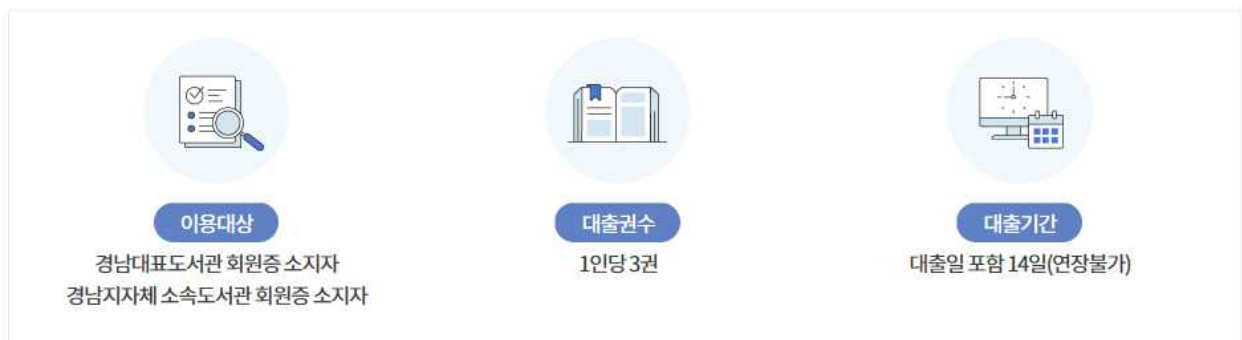 이용대상
경남대표도서관 회원증 소지자
경남지자체 소속도서관 회원증 소지자
대출권수
1인당 3권
대출기간
대출일 포함 14일(연장불가)